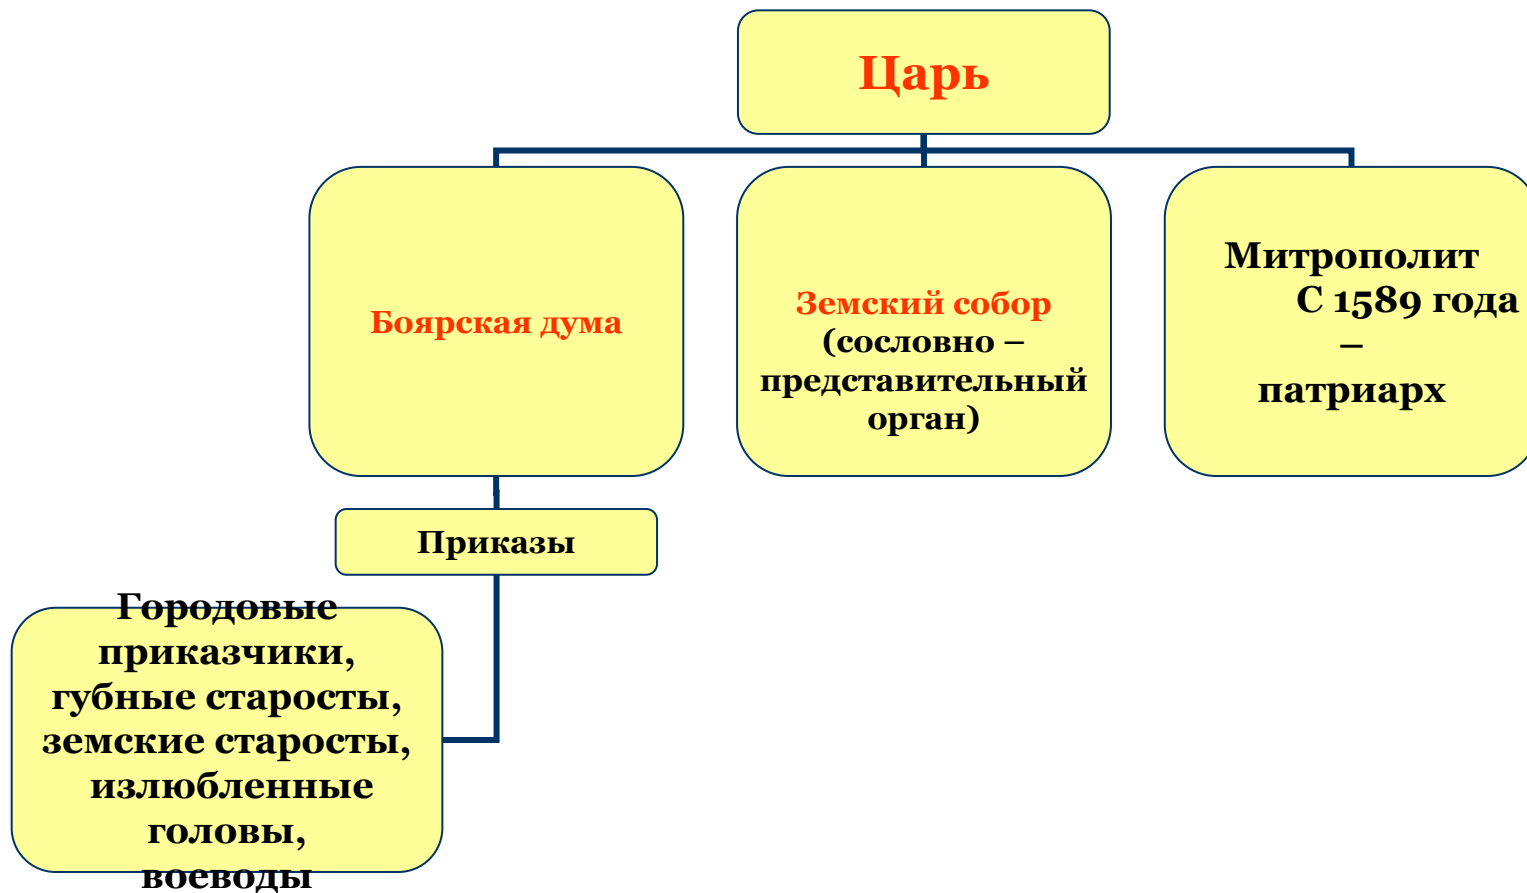 Царь
Боярская дума
Земский собор
(сословно –
представительный
орган)
Митрополит
С 1589 года
–
патриарх
Приказы
Городовые
приказчики,
губные старосты,
земские старосты,
излюбленные
головы,
воеводы